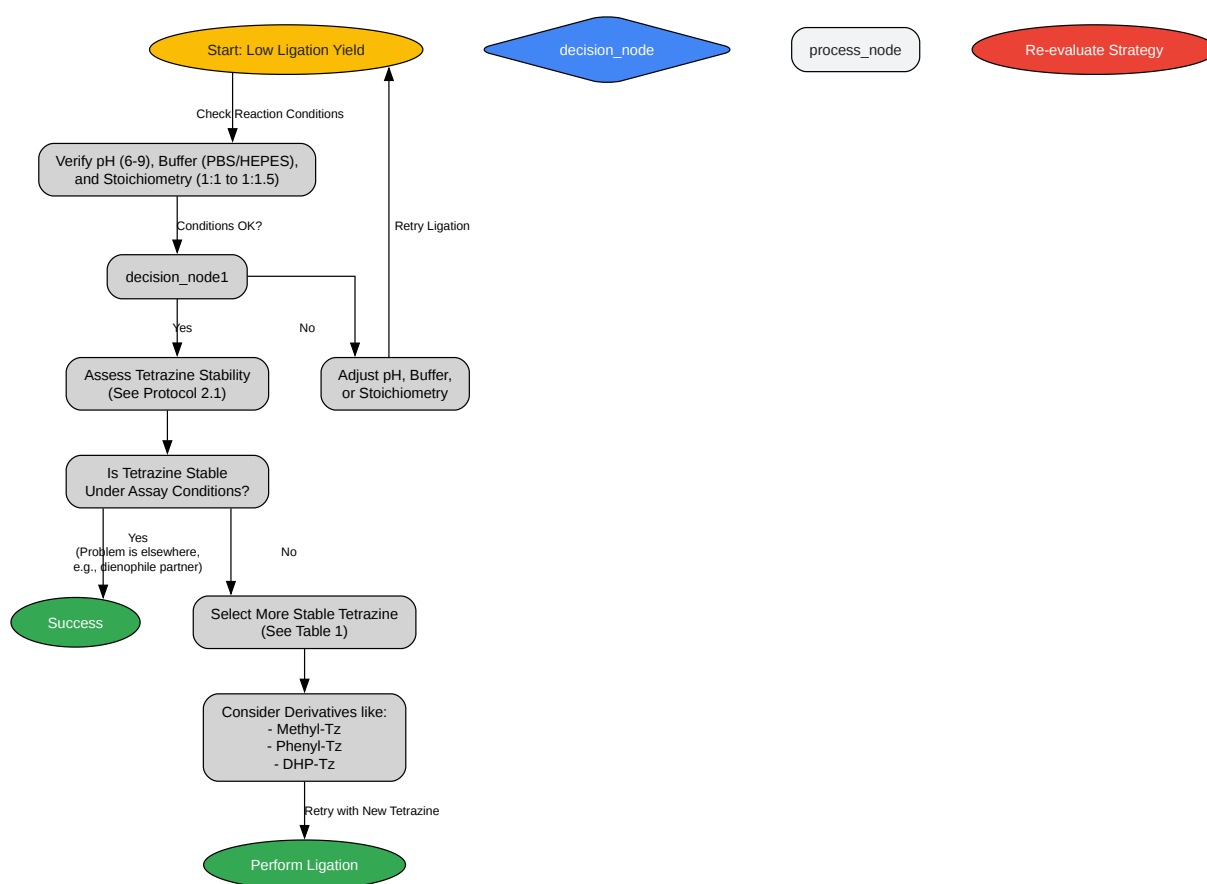 Start: Low Ligation Yield
decision_node
process_node
Re-evaluate Strategy
Check Reaction Conditions
Verify pH (6-9), Buffer (PBS/HEPES),
and Stoichiometry (1:1 to 1:1.5)
Conditions OK?
Retry Ligation
decision_node1
Yes
No
Assess Tetrazine Stability
(See Protocol 2.1)
Adjust pH, Buffer,
or Stoichiometry
Is Tetrazine Stable
Under Assay Conditions?
Yes
(Problem is elsewhere,
e.g., dienophile partner)
No
Success
Select More Stable Tetrazine
(See Table 1)
Consider Derivatives like:
- Methyl-Tz
- Phenyl-Tz
- DHP-Tz
Retry with New Tetrazine
Perform Ligation